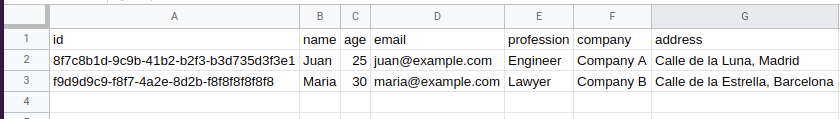 A B C D E F G
1 id name age email profession company address
2 8f7c8b1d-9c9b-41b2-b2f3-b3d735d3f3e1 Juan 25 juan@example.com Engineer Company A Calle de la Luna, Madrid
3 f9d9d9c9-f8f7-4a2e-8d2b-f8f8f8f8f8f8 Maria 30 maria@example.com Lawyer Company B Calle de la Estrella, Barcelona
4